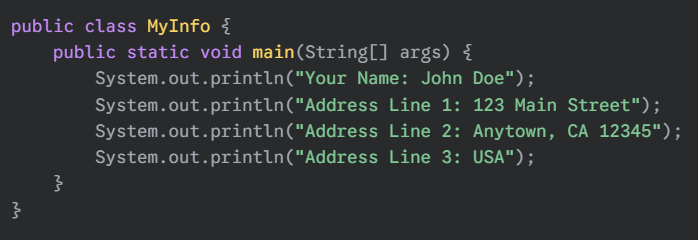 public class MyInfo {
    public static void main(String[] args) {
        System.out.println("Your Name: John Doe");
        System.out.println("Address Line 1: 123 Main Street");
        System.out.println("Address Line 2: Anytown, CA 12345");
        System.out.println("Address Line 3: USA");
    }
}